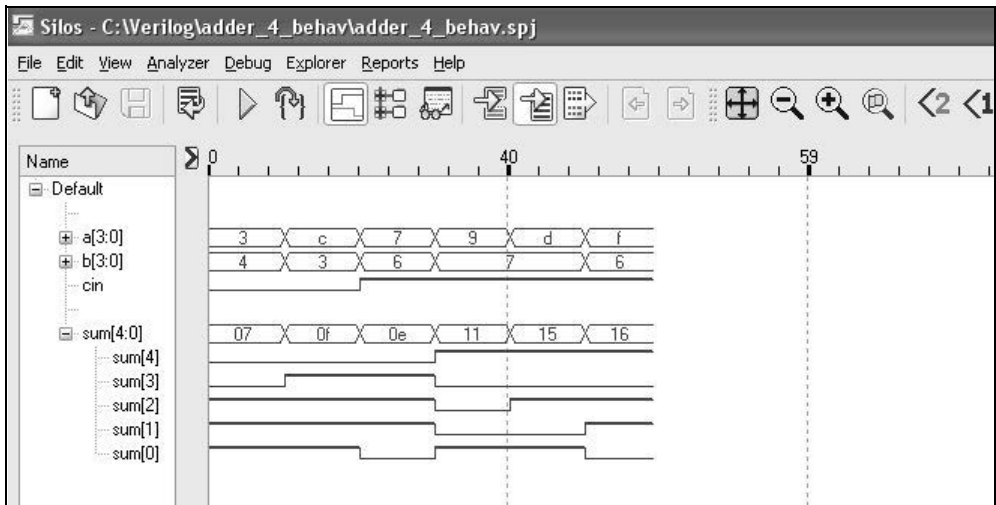 Silos - C:\Verilog\adder_4_behav\adder_4_behav.spj
File Edit View Analyzer Debug Explorer Reports Help
2 1
Name 0 40 59
Default
a[3:0] 3 c 7 9 d f
b[3:0] 4 3 6 7 6
cin
sum[4:0] 07 0f 0e 11 15 16
sum[4]
sum[3]
sum[2]
sum[1]
sum[0]